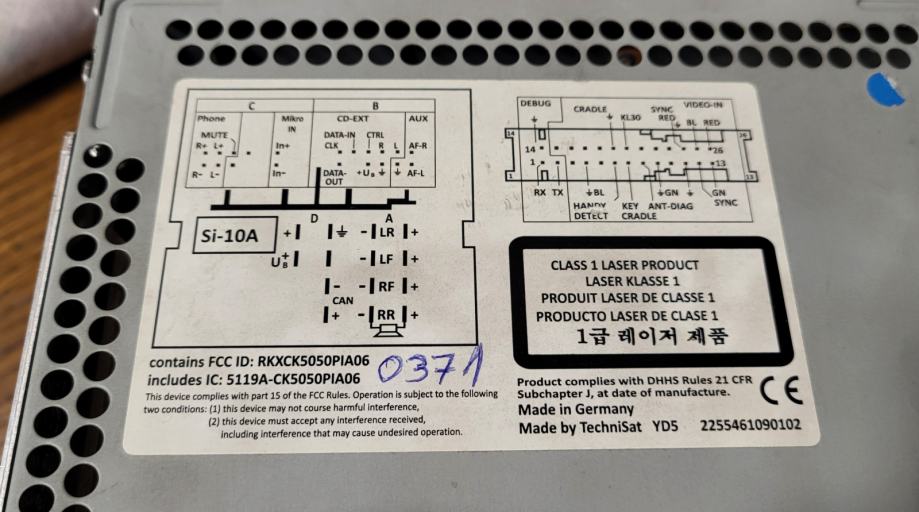 C B
Phone Mikro IN CD-EXT AUX
MUTE DATA-IN CTRL
R+ L+ In+ CLK R L AF-R
R- L- In- DATA-OUT +UB AF-L
D A
Si-10A + - LR +
UB+ - LF +
- - RF +
CAN
+ - RR +
contains FCC ID: RKXCK5050PIA06
includes IC: 5119A-CK5050PIA06
0371
This device complies with part 15 of the FCC Rules. Operation is subject to the following
two conditions: (1) this device may not course harmful interference,
(2) this device must accept any interference received,
including interference that may cause undesired operation.
DEBUG CRADLE SYNC VIDEO-IN
KL30 RED BL RED
14 26
14 26
1 13
1 13
RX TX BL GN GN
HANDY KEY ANT-DIAG SYNC
DETECT CRADLE
CLASS 1 LASER PRODUCT
LASER KLASSE 1
PRODUIT LASER DE CLASSE 1
PRODUCTO LASER DE CLASE 1
1급 레이저 제품
Product complies with DHHS Rules 21 CFR
Subchapter J, at date of manufacture.
CE
Made in Germany
Made by TechniSat YD5 2255461090102